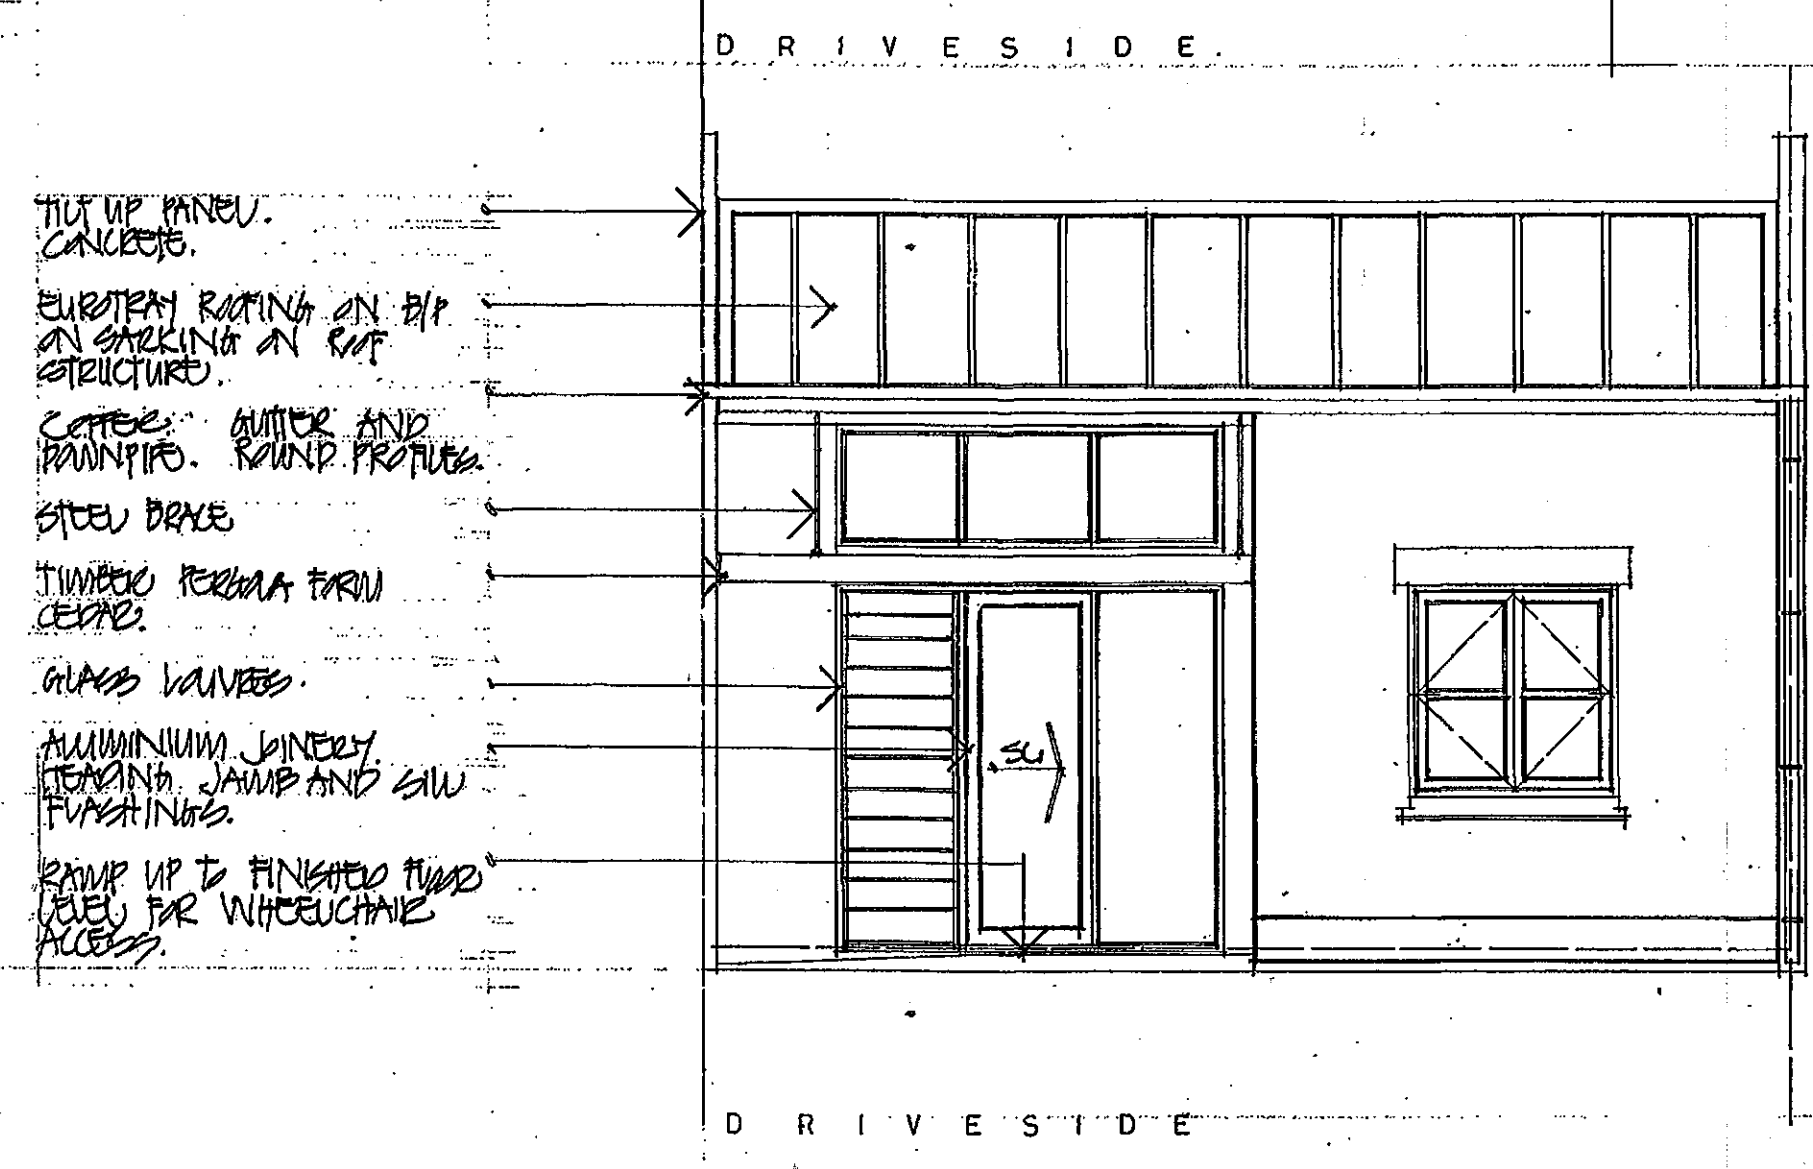 DRIVESIDE.
TILT UP PANEL.
CONCRETE.
EUROTRAY ROOFING ON B/P
ON SARKING ON ROOF
STRUCTURE.
COPPER GUTTER AND
DOWNPIPE. ROUND PROFILES.
STEEL BRACE
TIMBER PERGOLA FORM
CEDAR.
GLASS LOUVRES.
ALUMINIUM JOINERY.
HEADING JAMB AND SILL
FLASHINGS.
SLI
RAMP UP TO FINISHED FLOOR
LEVEL FOR WHEELCHAIR
ACCESS.
DRIVESIDE